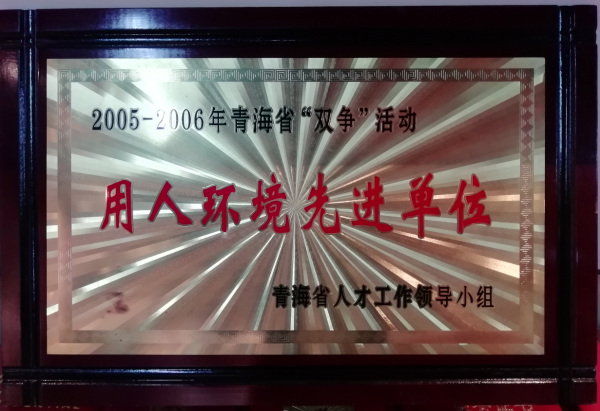 2005-2006年青海省“双争”活动
用人环境先进单位
青海省人才工作领导小组